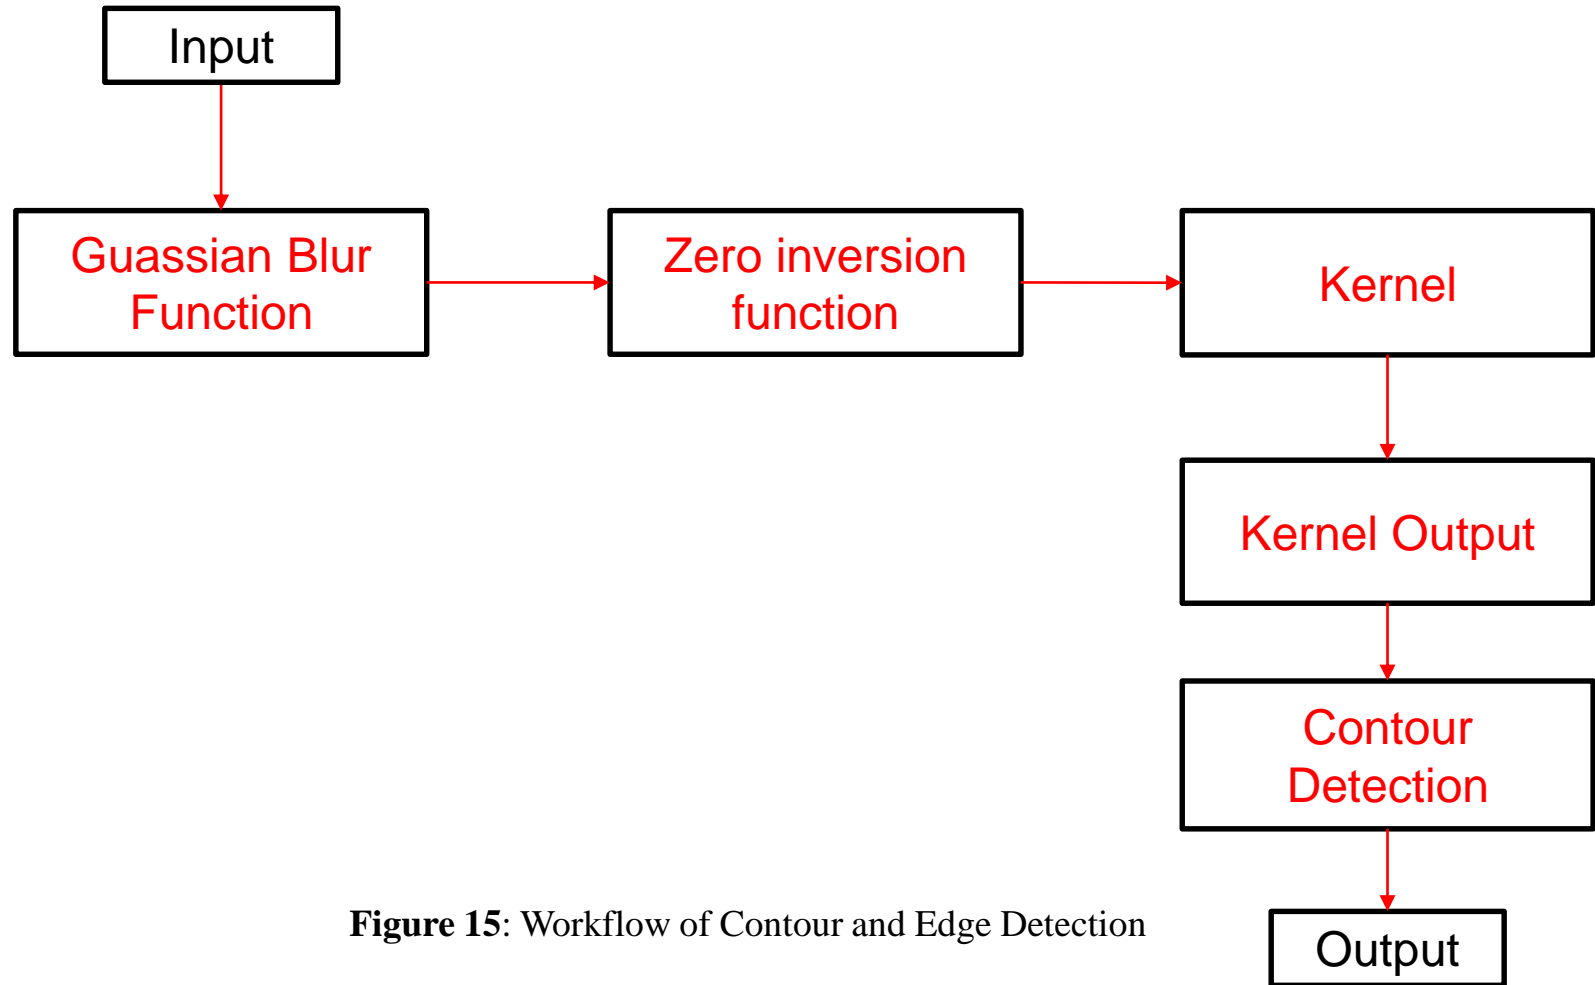 Input
Guassian Blur
Function
Zero inversion
function
Kernel
Kernel Output
Contour
Detection
Figure 15: Workflow of Contour and Edge Detection
Output